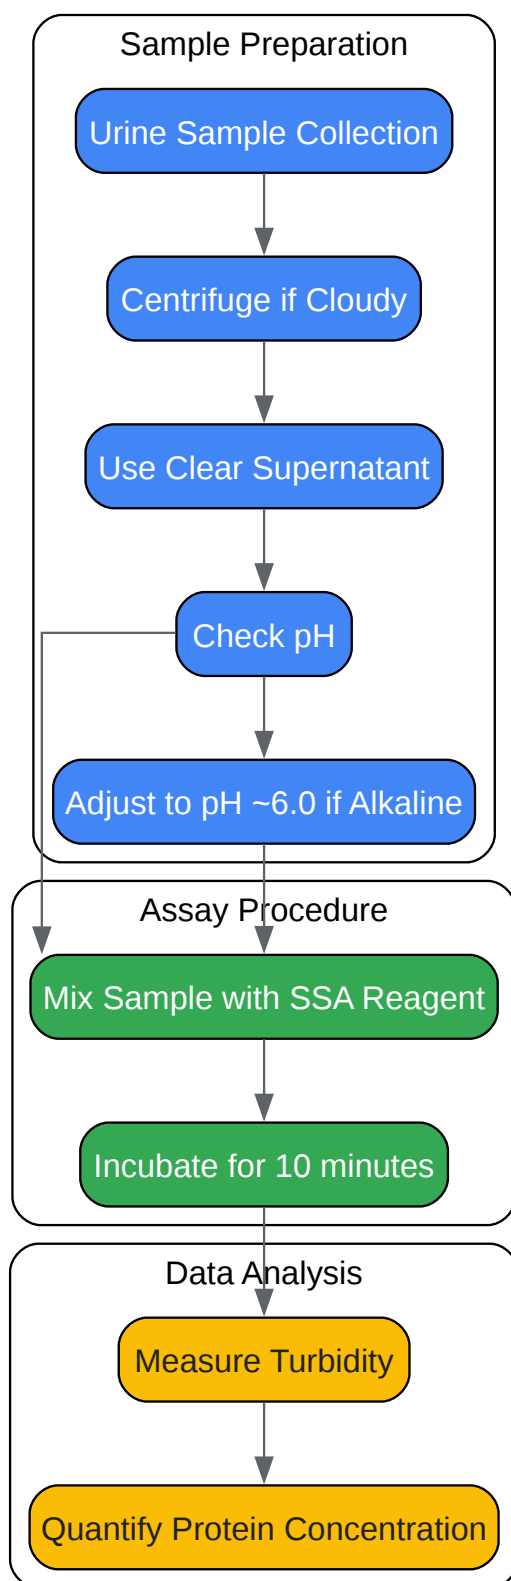 Sample Preparation
Urine Sample Collection
Centrifuge if Cloudy
Use Clear Supernatant
Check pH
Adjust to pH ~6.0 if Alkaline
Assay Procedure
Mix Sample with SSA Reagent
Incubate for 10 minutes
Data Analysis
Measure Turbidity
Quantify Protein Concentration